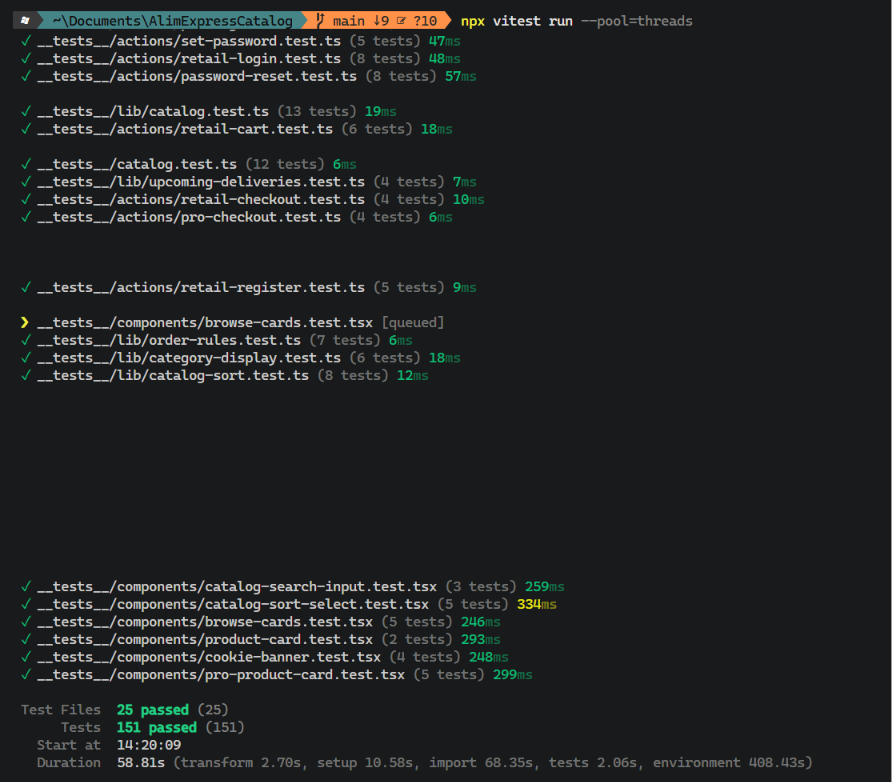 ~\Documents\AlimExpressCatalog main ↓9 ?10 npx vitest run --pool=threads
✓ __tests__/actions/set-password.test.ts (5 tests) 47ms
✓ __tests__/actions/retail-login.test.ts (8 tests) 48ms
✓ __tests__/actions/password-reset.test.ts (8 tests) 57ms
✓ __tests__/lib/catalog.test.ts (13 tests) 19ms
✓ __tests__/actions/retail-cart.test.ts (6 tests) 18ms
✓ __tests__/catalog.test.ts (12 tests) 6ms
✓ __tests__/lib/upcoming-deliveries.test.ts (4 tests) 7ms
✓ __tests__/actions/retail-checkout.test.ts (4 tests) 10ms
✓ __tests__/actions/pro-checkout.test.ts (4 tests) 6ms
✓ __tests__/actions/retail-register.test.ts (5 tests) 9ms
❯ __tests__/components/browse-cards.test.tsx [queued]
✓ __tests__/lib/order-rules.test.ts (7 tests) 6ms
✓ __tests__/lib/category-display.test.ts (6 tests) 18ms
✓ __tests__/lib/catalog-sort.test.ts (8 tests) 12ms
✓ __tests__/components/catalog-search-input.test.tsx (3 tests) 259ms
✓ __tests__/components/catalog-sort-select.test.tsx (5 tests) 334ms
✓ __tests__/components/browse-cards.test.tsx (5 tests) 246ms
✓ __tests__/components/product-card.test.tsx (2 tests) 293ms
✓ __tests__/components/cookie-banner.test.tsx (4 tests) 248ms
✓ __tests__/components/pro-product-card.test.tsx (5 tests) 299ms
Test Files 25 passed (25)
Tests 151 passed (151)
Start at 14:20:09
Duration 58.81s (transform 2.70s, setup 10.58s, import 68.35s, tests 2.06s, environment 408.43s)